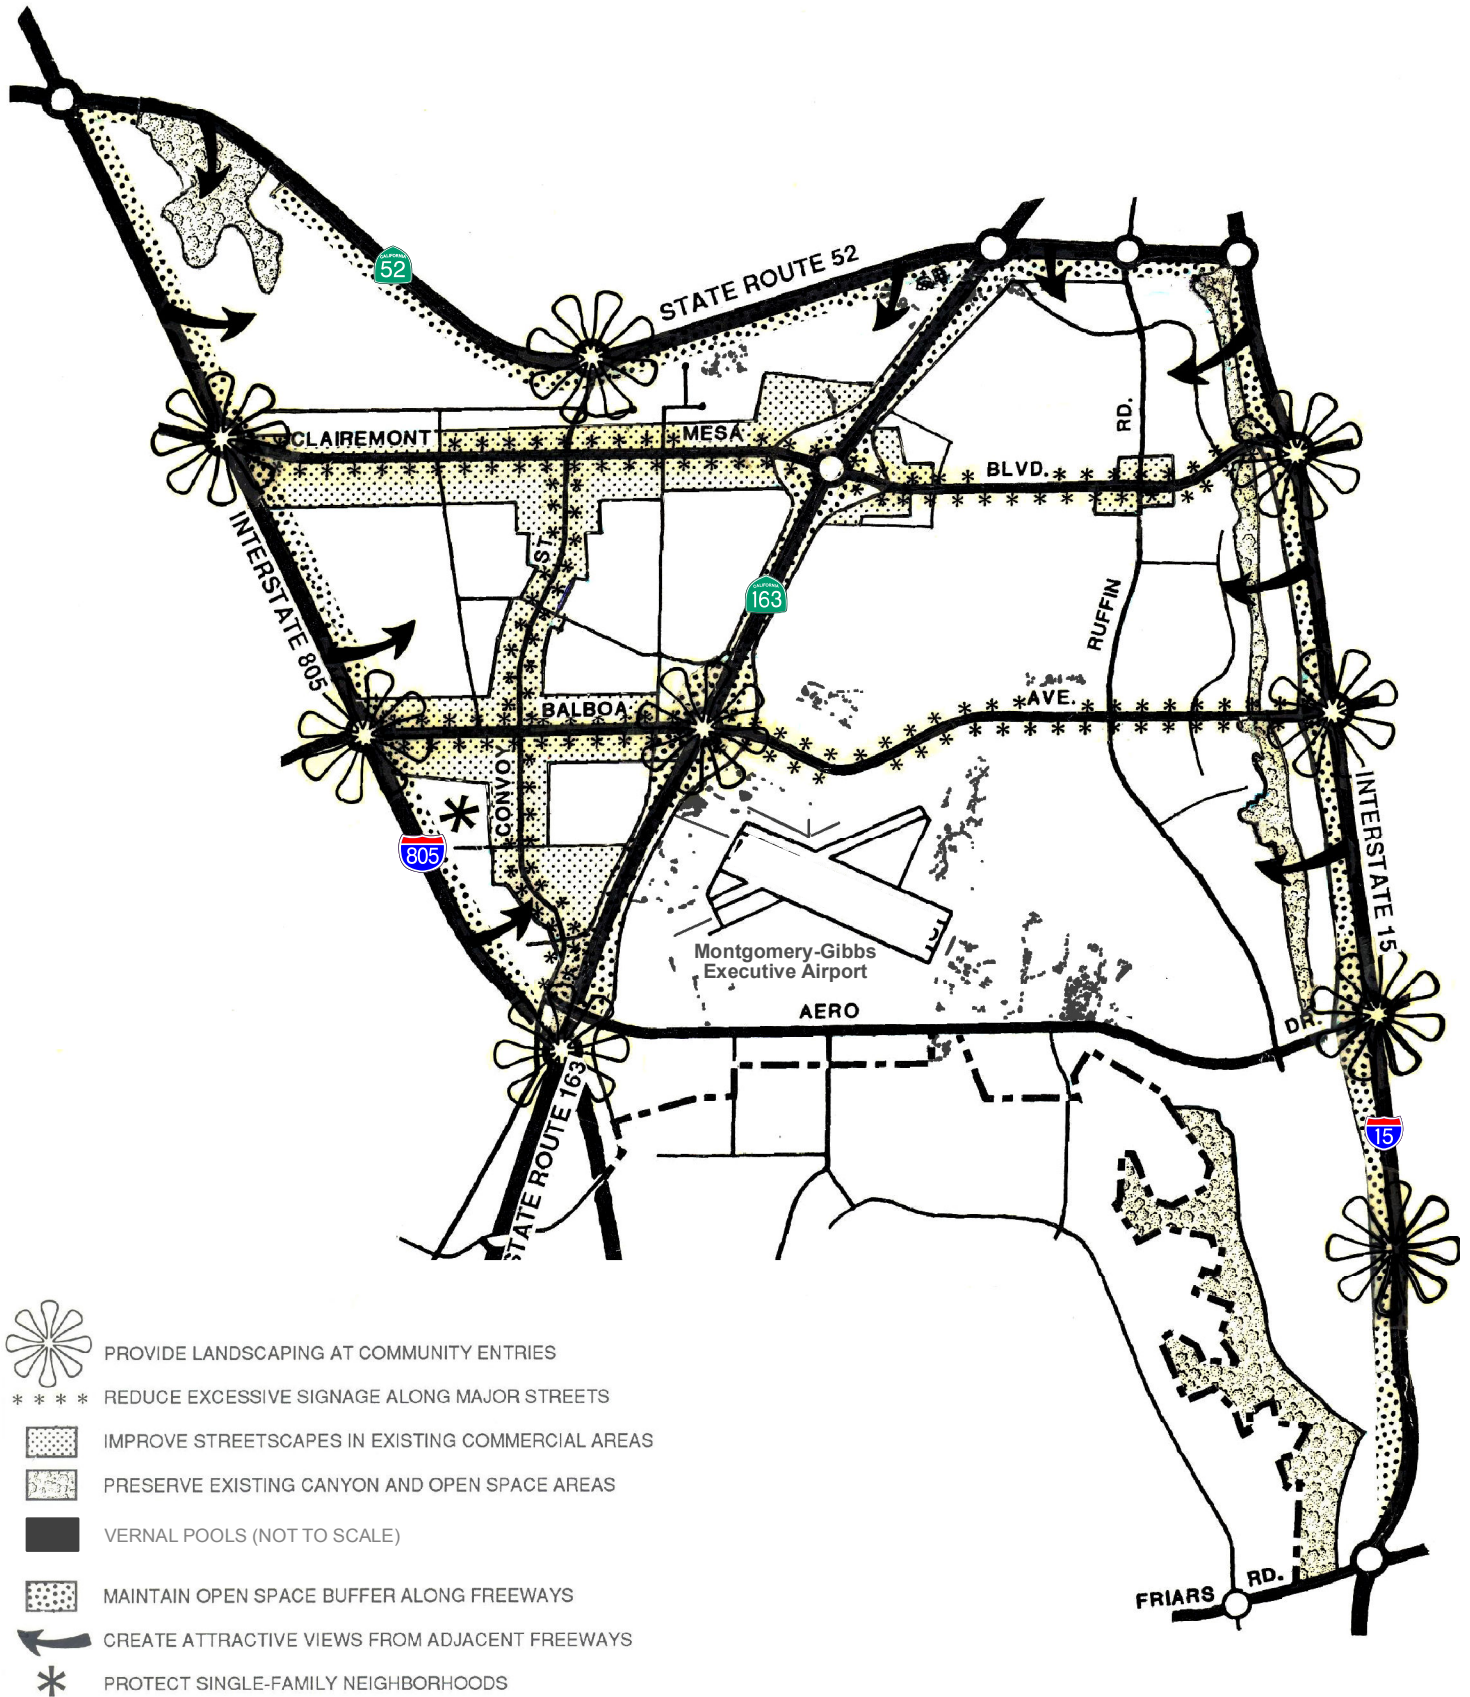 STATE ROUTE 52
CALIFORNIA
52
CLAIREMONT
MESA
BLVD.
RD.
RUFFIN
ST.
INTERSTATE 805
CALIFORNIA
163
BALBOA
AVE.
CONVOY
805
INTERSTATE 15
Montgomery-Gibbs
Executive Airport
AERO
DR.
STATE ROUTE 163
15
FRIARS
RD.
PROVIDE LANDSCAPING AT COMMUNITY ENTRIES
REDUCE EXCESSIVE SIGNAGE ALONG MAJOR STREETS
IMPROVE STREETSCAPES IN EXISTING COMMERCIAL AREAS
PRESERVE EXISTING CANYON AND OPEN SPACE AREAS
VERNAL POOLS (NOT TO SCALE)
MAINTAIN OPEN SPACE BUFFER ALONG FREEWAYS
CREATE ATTRACTIVE VIEWS FROM ADJACENT FREEWAYS
PROTECT SINGLE-FAMILY NEIGHBORHOODS